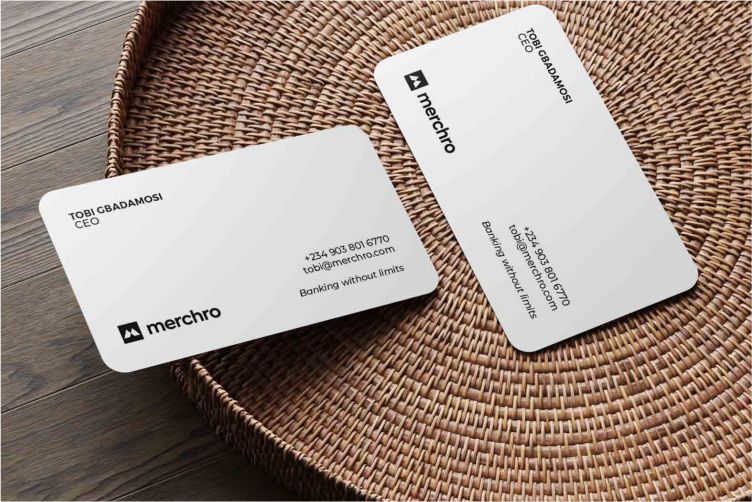 TOBI GBADAMOSI
CEO
+234 903 801 6770
tobi@merchro.com
Banking without limits
merchro
TOBI GBADAMOSI
CEO
merchro
+234 903 801 6770
tobi@merchro.com
Banking without limits